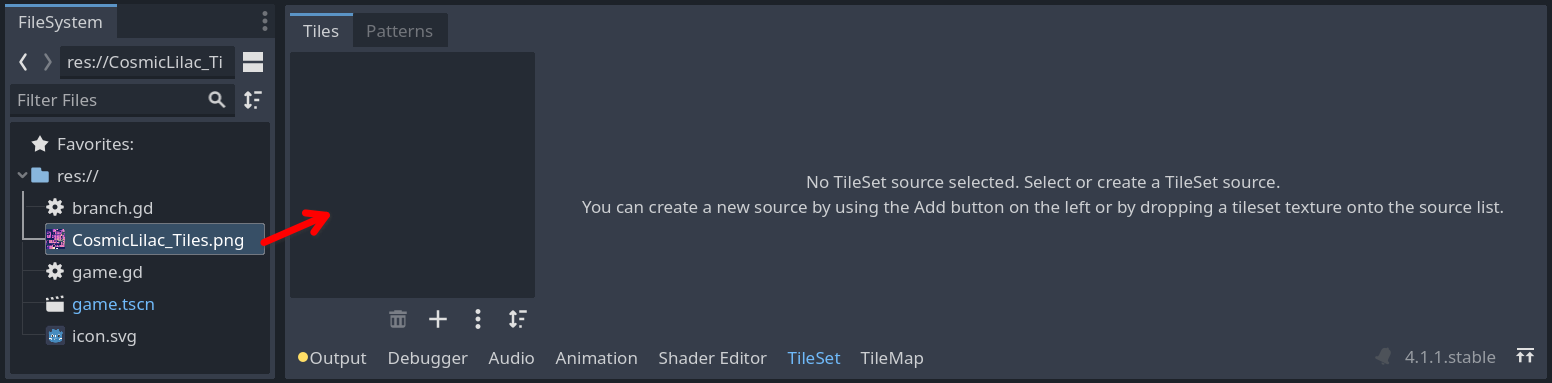 FileSystem
res://CosmicLilac_Ti
Filter Files
Favorites:
res://
branch.gd
CosmicLilac_Tiles.png
game.gd
game.tscn
icon.svg
Tiles Patterns
No TileSet source selected. Select or create a TileSet source.
You can create a new source by using the Add button on the left or by dropping a tileset texture onto the source list.
Output Debugger Audio Animation Shader Editor TileSet TileMap 4.1.1.stable